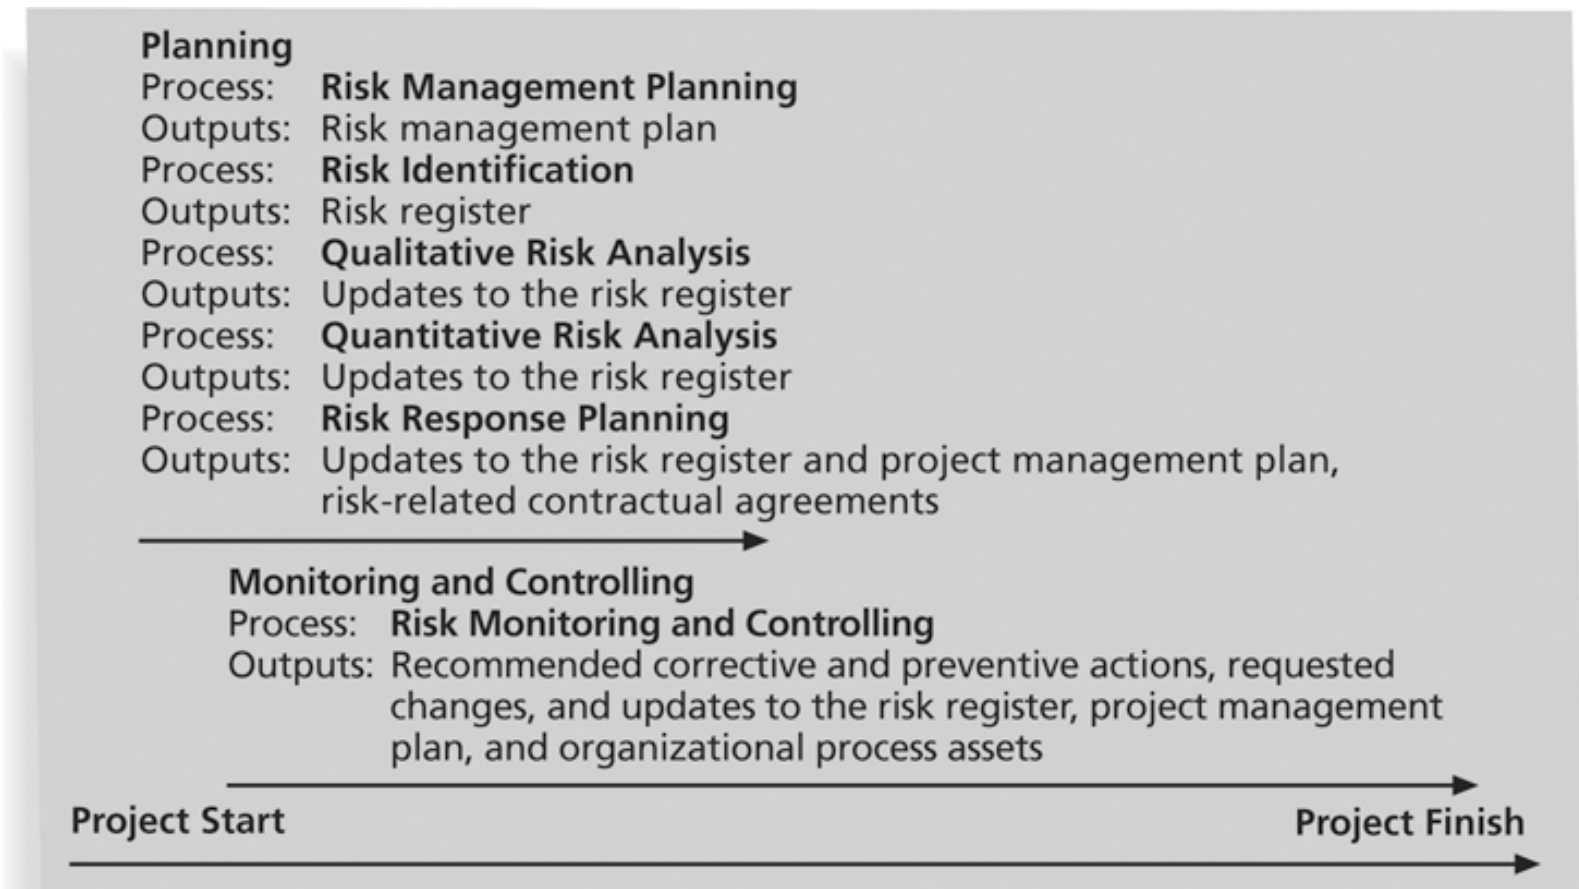 Planning
Process: Risk Management Planning
Outputs: Risk management plan
Process: Risk Identification
Outputs: Risk register
Process: Qualitative Risk Analysis
Outputs: Updates to the risk register
Process: Quantitative Risk Analysis
Outputs: Updates to the risk register
Process: Risk Response Planning
Outputs: Updates to the risk register and project management plan,
risk-related contractual agreements
Monitoring and Controlling
Process: Risk Monitoring and Controlling
Outputs: Recommended corrective and preventive actions, requested
changes, and updates to the risk register, project management
plan, and organizational process assets
Project Start Project Finish